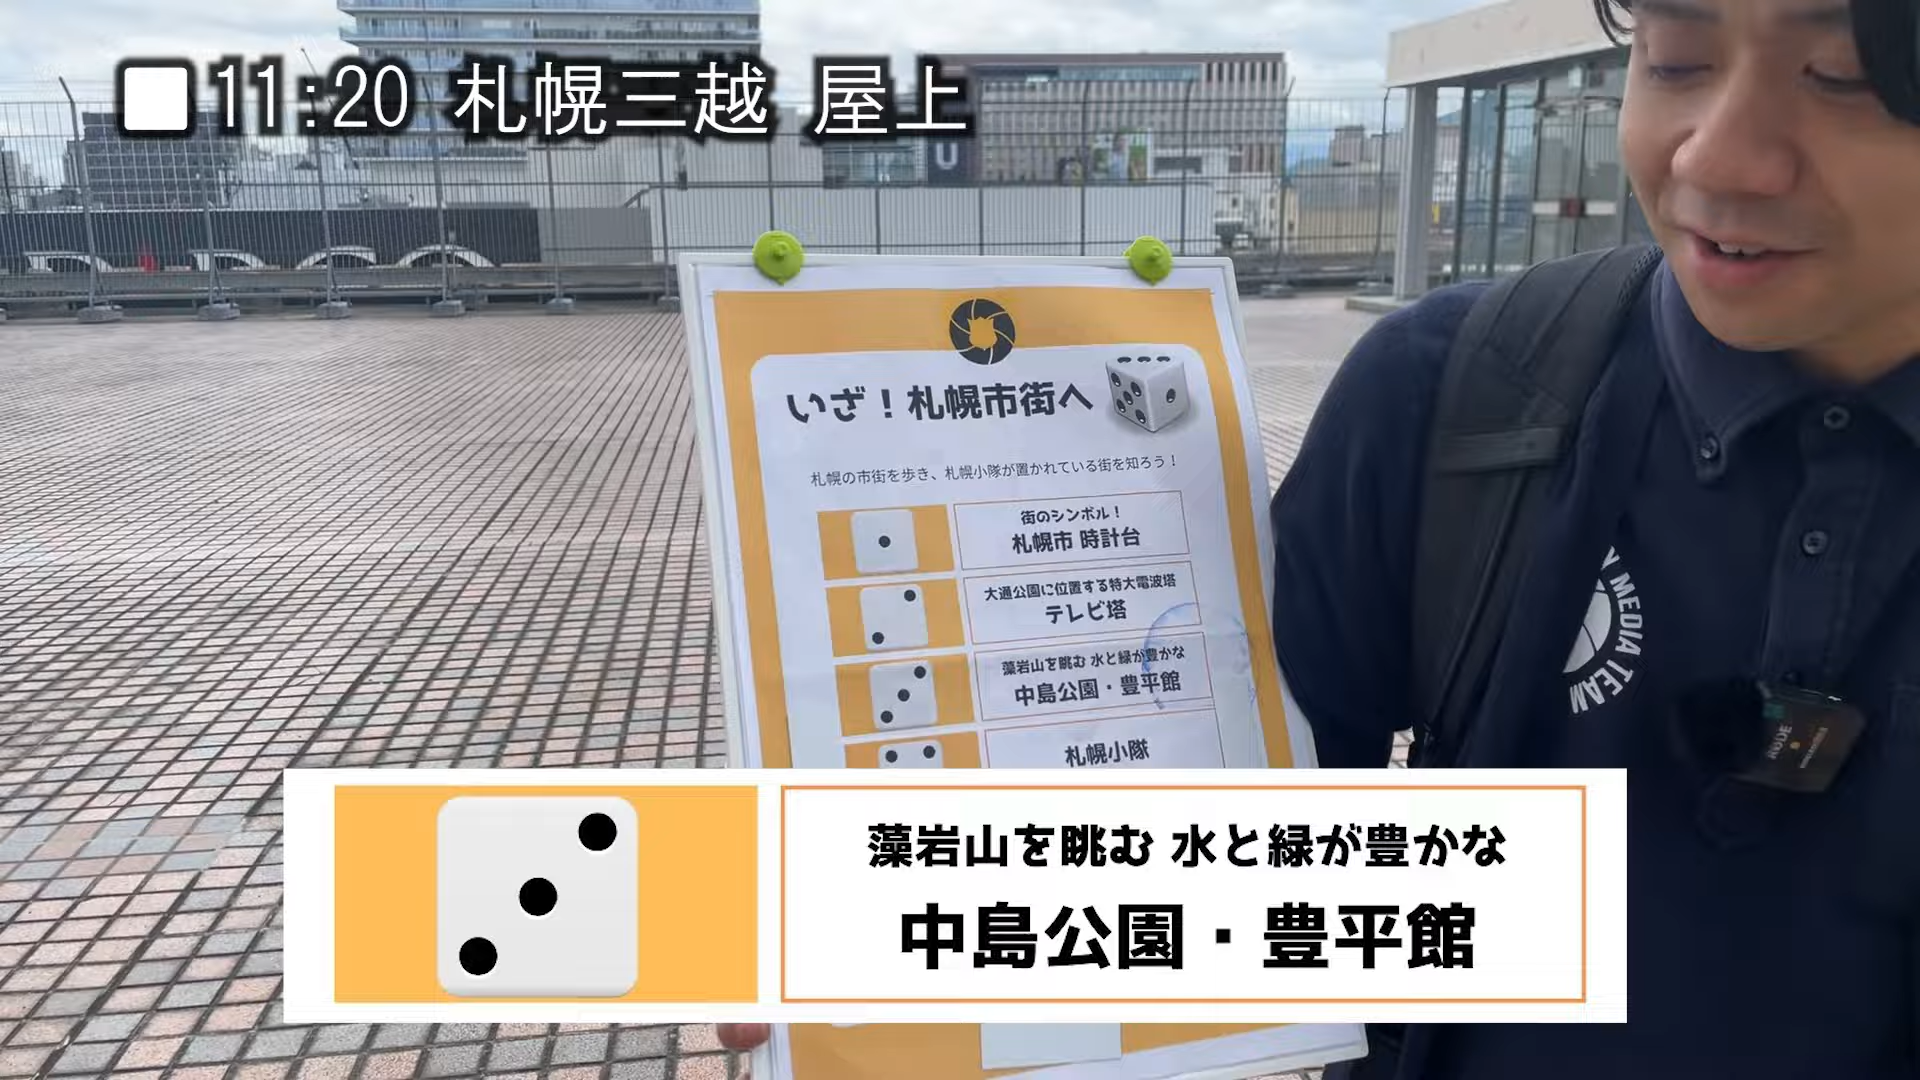 ■11:20 札幌三越 屋上
U
いざ！札幌市街へ
札幌の市街を歩き、札幌小隊が置かれている街を知ろう！
街のシンボル！
札幌市 時計台
大通公園に位置する特大電波塔
テレビ塔
藻岩山を眺む 水と緑が豊かな
中島公園・豊平館
札幌小隊
藻岩山を眺む 水と緑が豊かな
中島公園・豊平館
MEDIA TEAM
RØDE